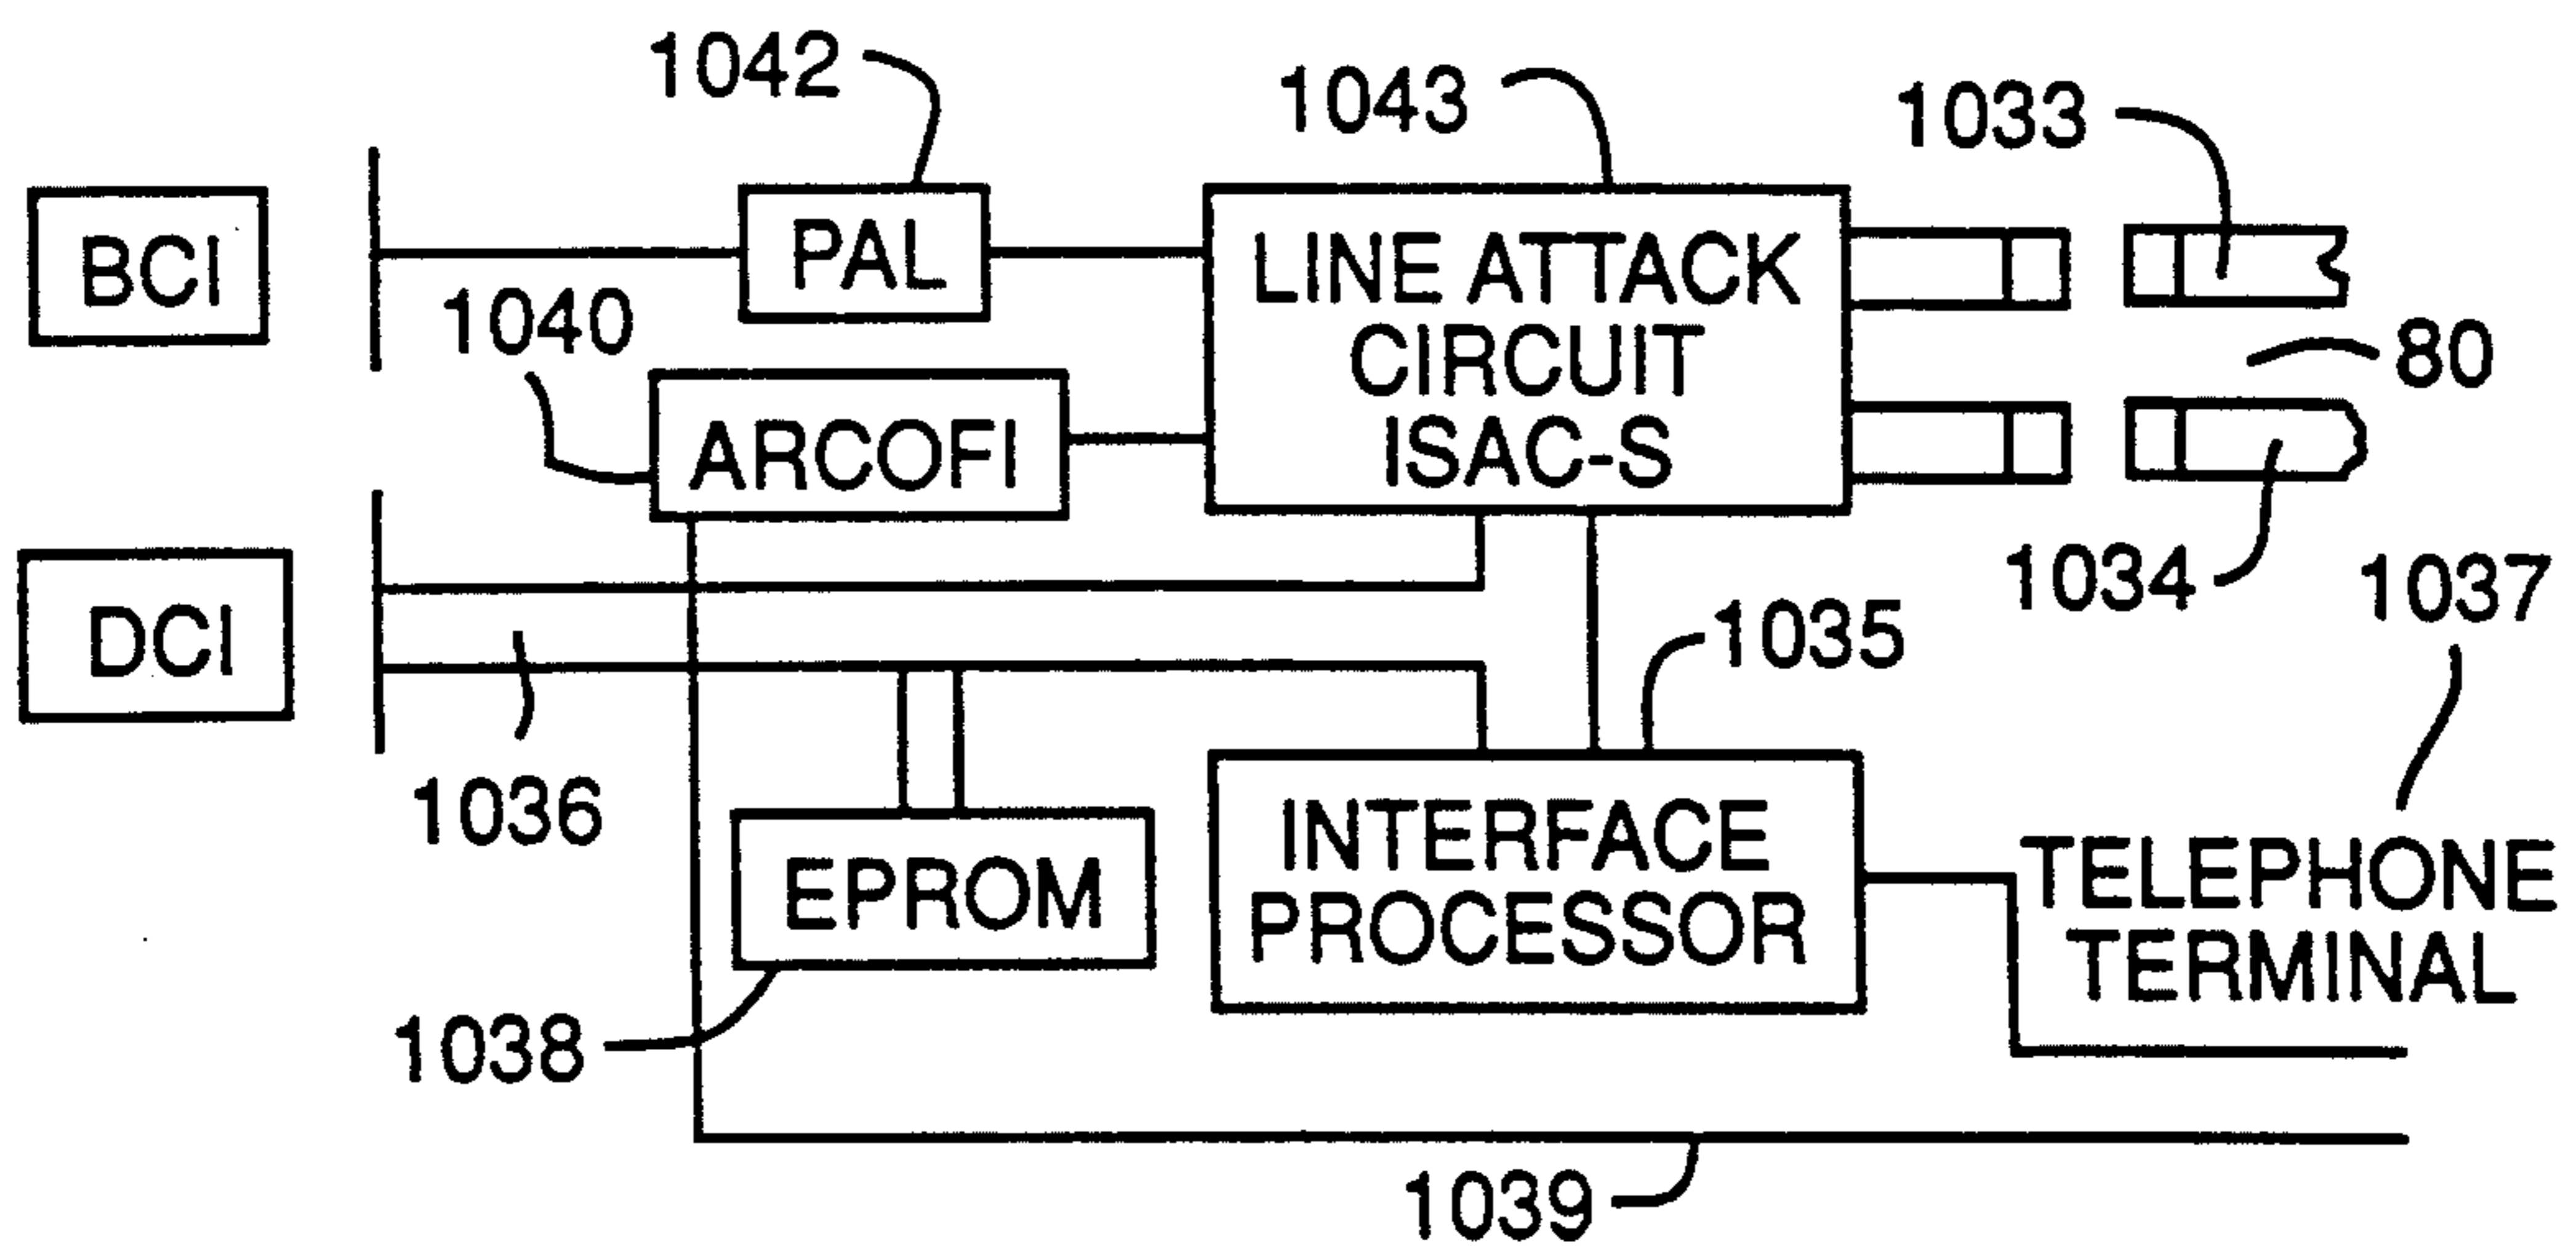 1042
1043
1033
BCI
PAL
LINE ATTACK
CIRCUIT
ISAC-S
1040
80
ARCOFI
1034
1037
DCI
1035
1036
EPROM
INTERFACE
PROCESSOR
TELEPHONE
TERMINAL
1038
1039